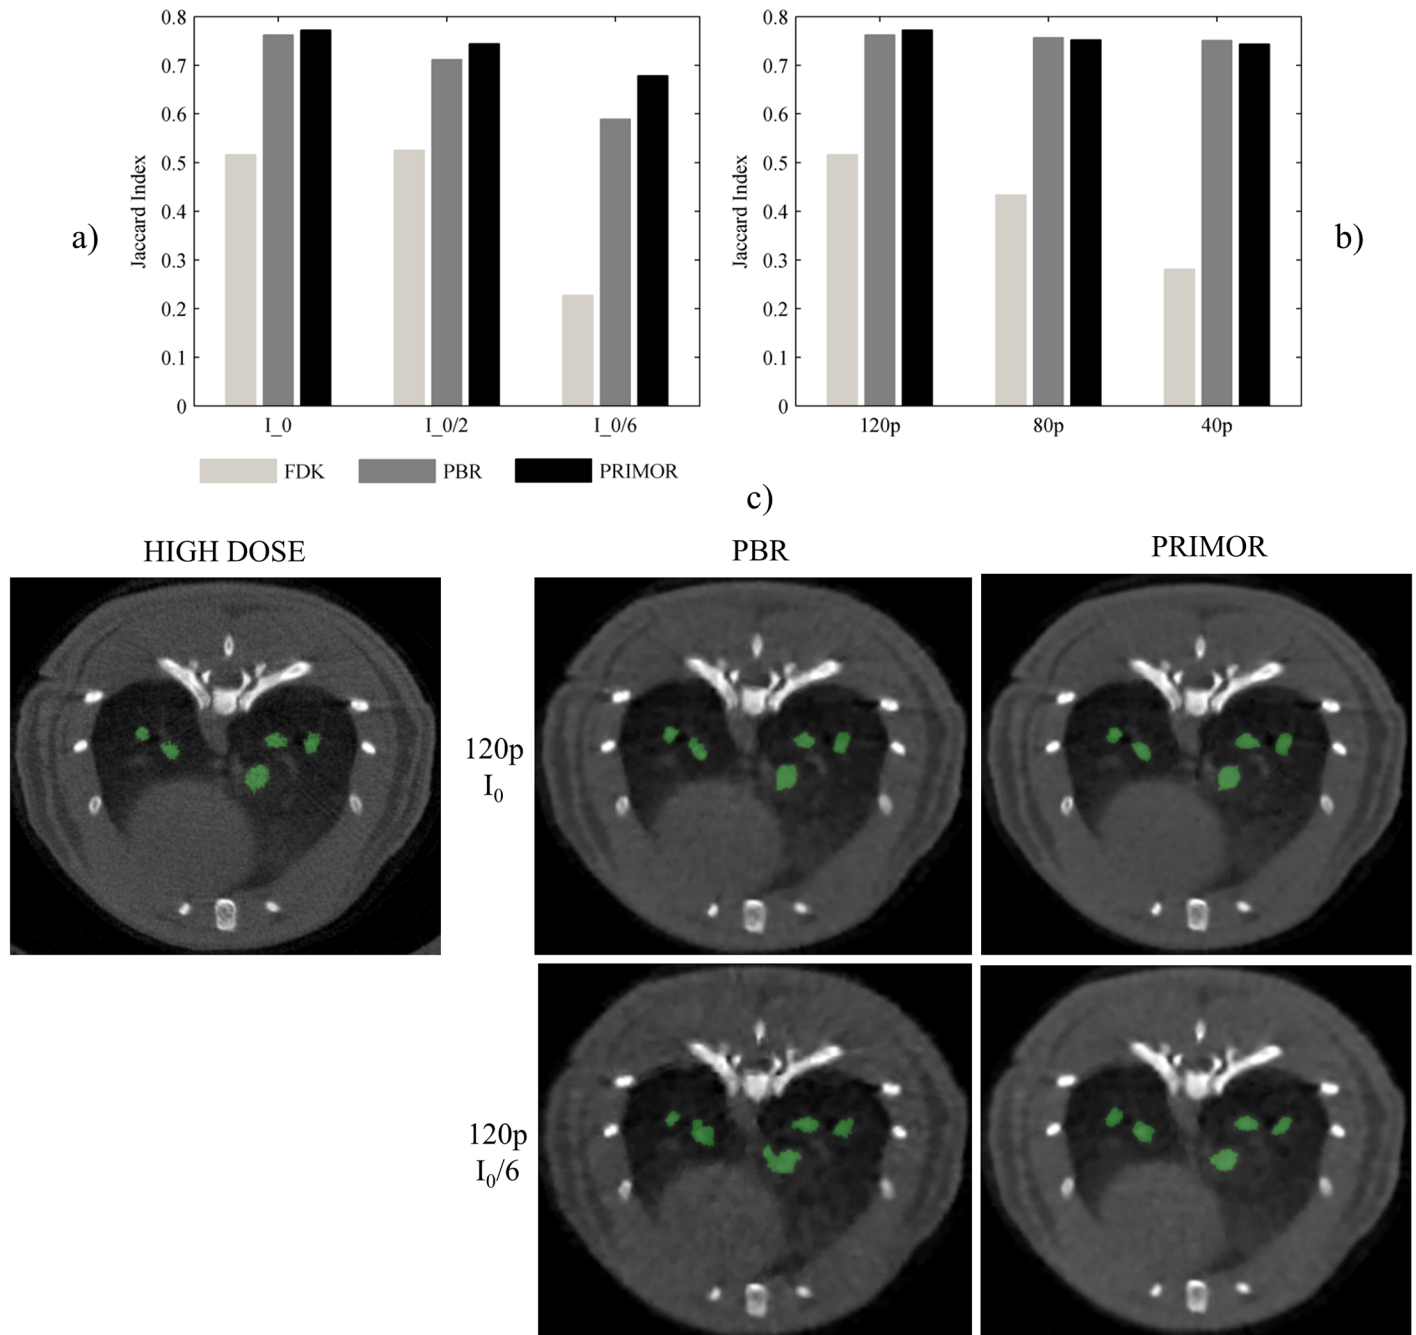 a)
Jaccard Index
0.8
0.7
0.6
0.5
0.4
0.3
0.2
0.1
0
I_0 I_0/2 I_0/6
FDK PBR PRIMOR
Jaccard Index
0.8
0.7
0.6
0.5
0.4
0.3
0.2
0.1
0
120p 80p 40p
b)
c)
HIGH DOSE PBR PRIMOR
120p
I₀
120p
I₀/6